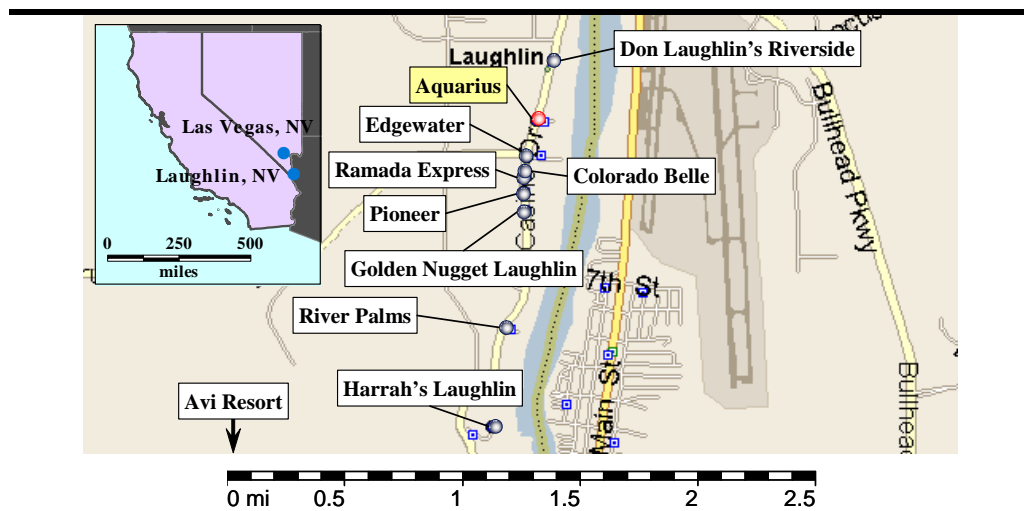 Locus
Don Laughlin's Riverside
Laughlin
Aquarius
Bullhead Pkwy
Edgewater
Dr
Las Vegas, NV
Ramada Express
Colorado Belle
Laughlin, NV
Pioneer
Casino
0 250 500
miles
Golden Nugget Laughlin
7th St
River Palms
Harrah's Laughlin
Main St
Bullhea
Avi Resort
0 mi 0.5 1 1.5 2 2.5